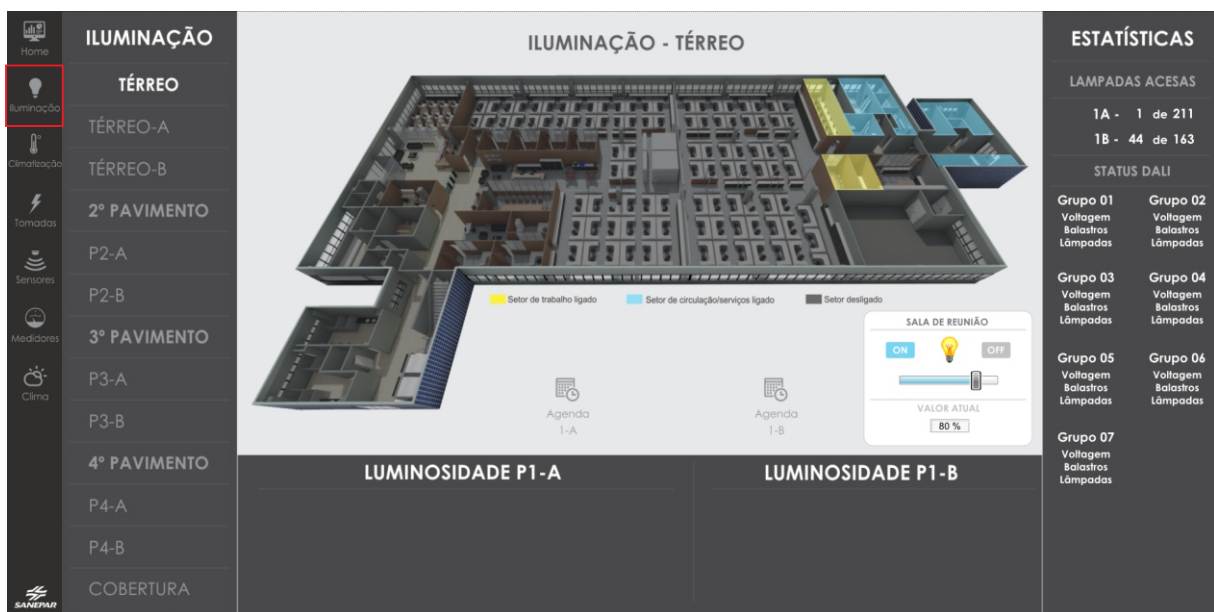 Home
Iluminação
Climatização
Tomadas
Sensores
Medidores
Clima
SANEPAR
ILUMINAÇÃO
TÉRREO
TÉRREO-A
TÉRREO-B
2º PAVIMENTO
P2-A
P2-B
3º PAVIMENTO
P3-A
P3-B
4º PAVIMENTO
P4-A
P4-B
COBERTURA
ILUMINAÇÃO - TÉRREO
Setor de trabalho ligado Setor de circulação/serviços ligado Setor desligado
Agenda
1-A
Agenda
1-B
SALA DE REUNIÃO
ON OFF
VALOR ATUAL
80 %
LUMINOSIDADE P1-A
LUMINOSIDADE P1-B
ESTATÍSTICAS
LAMPADAS ACESAS
1A - 1 de 211
1B - 44 de 163
STATUS DALI
Grupo 01 Grupo 02
Voltagem Voltagem
Balastros Balastros
Lâmpadas Lâmpadas
Grupo 03 Grupo 04
Voltagem Voltagem
Balastros Balastros
Lâmpadas Lâmpadas
Grupo 05 Grupo 06
Voltagem Voltagem
Balastros Balastros
Lâmpadas Lâmpadas
Grupo 07
Voltagem
Balastros
Lâmpadas